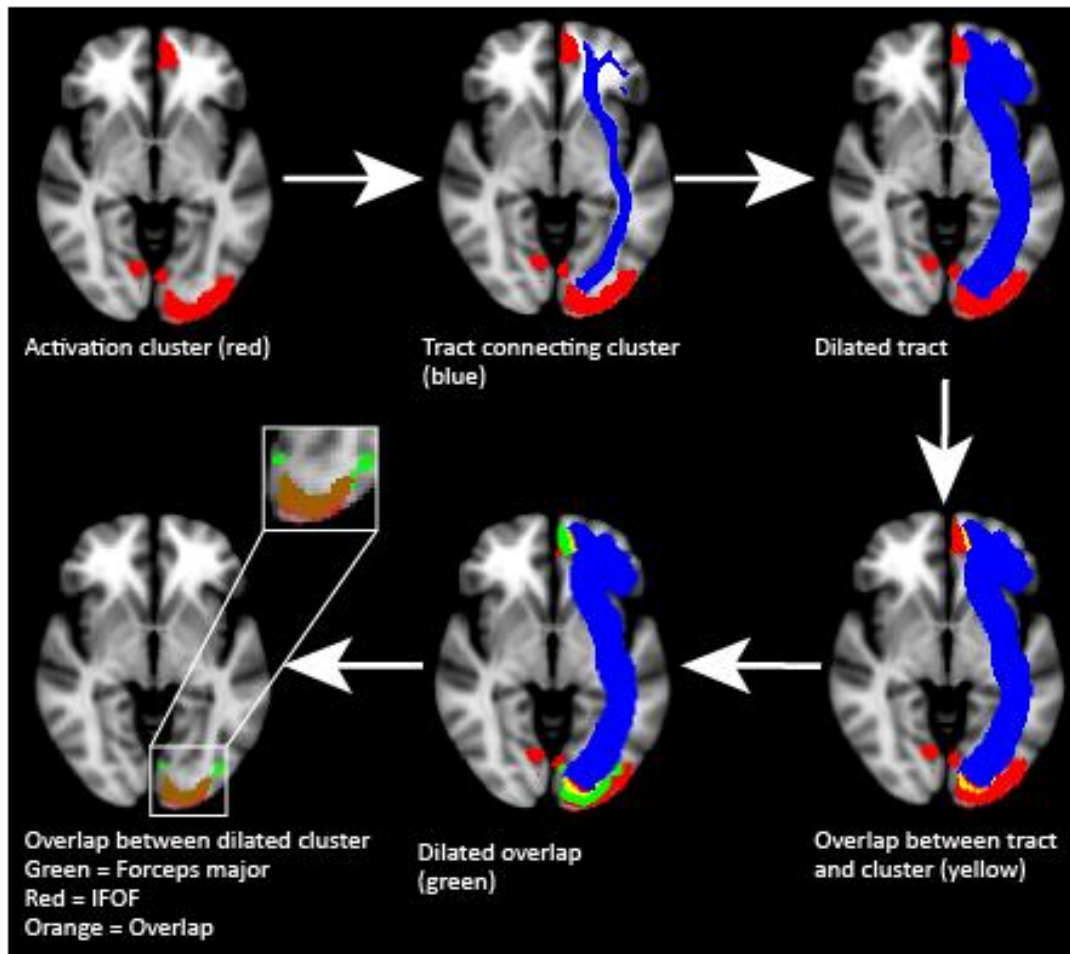 Activation cluster (red)
Tract connecting cluster
(blue)
Dilated tract
Overlap between dilated cluster
Green = Forceps major
Red = IFOF
Orange = Overlap
Dilated overlap
(green)
Overlap between tract
and cluster (yellow)